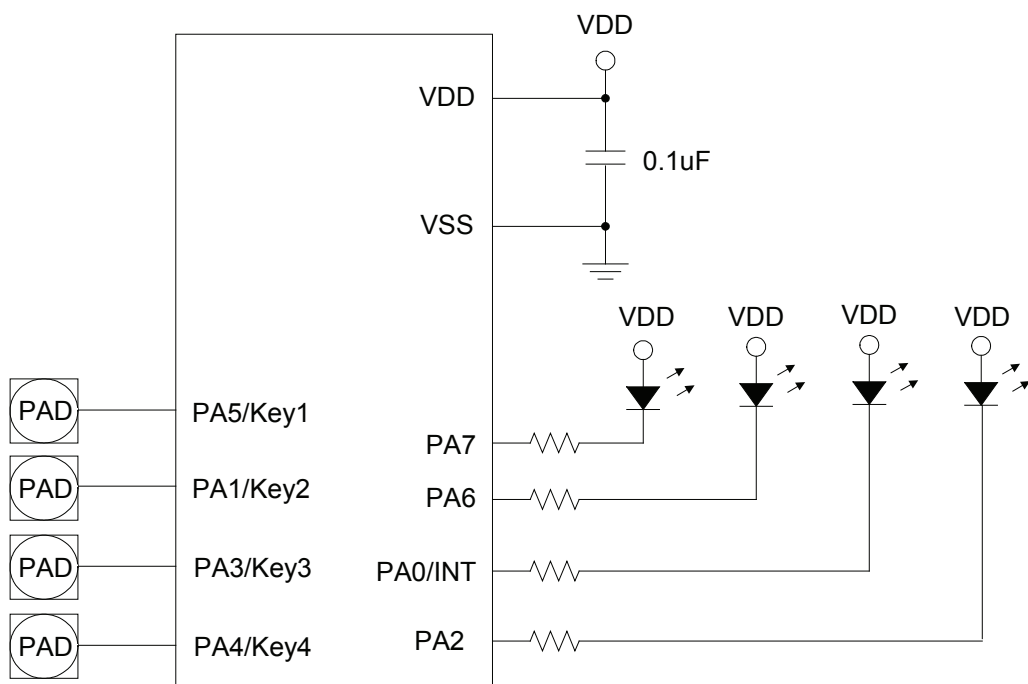 VDD
VDD
0.1uF
VSS
VDD
VDD
VDD
VDD
PAD
PA5/Key1
PA7
PAD
PA1/Key2
PA6
PAD
PA3/Key3
PA0/INT
PAD
PA4/Key4
PA2